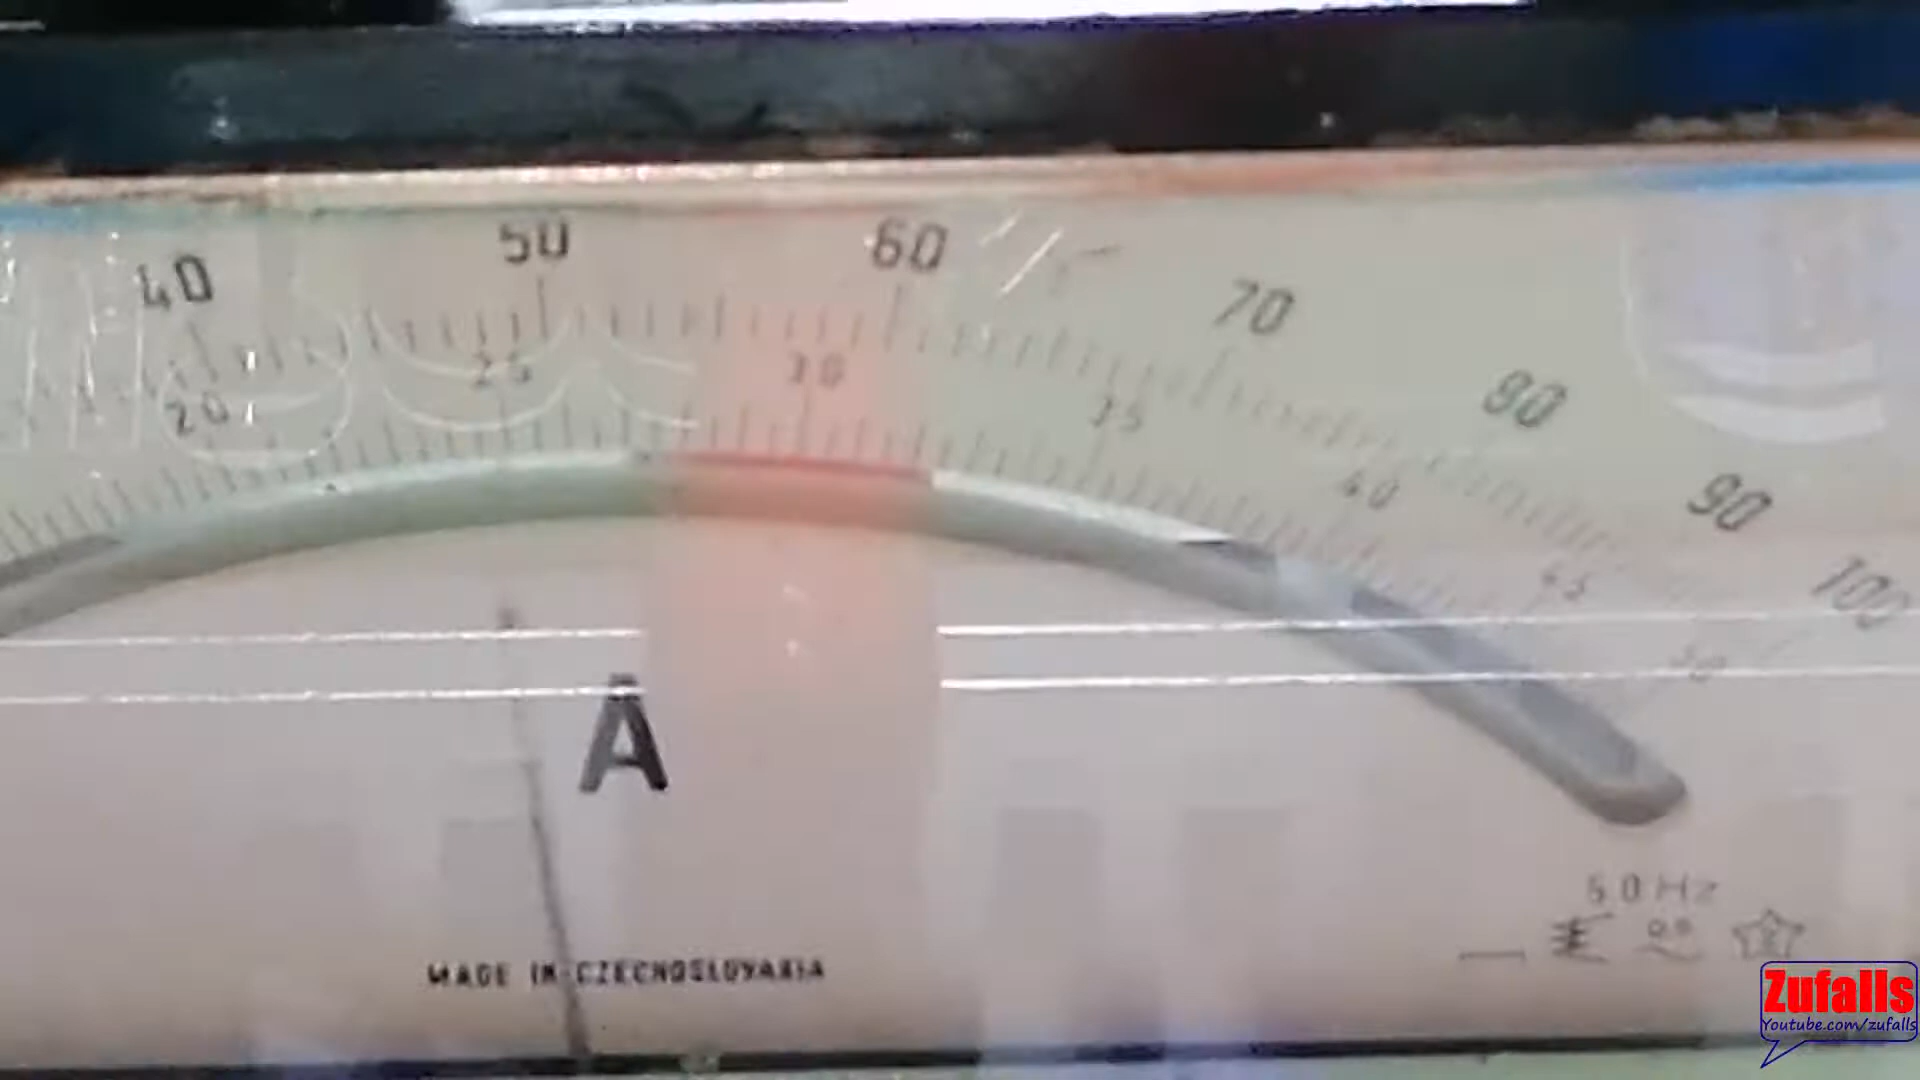 40 50 60 70 80 90 100
20 25 30 35 40 45 50
A
50Hz
MADE IN CZECHOSLOVAKIA
Zufalls
Youtube.com/zufalls